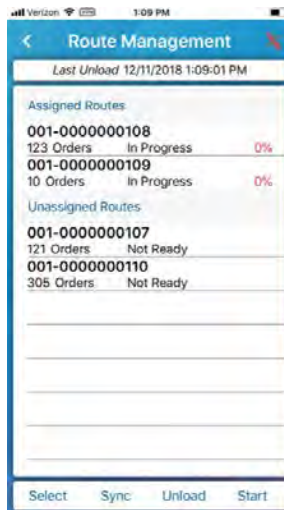 Verizon 1:09 PM
Route Management
Last Unload 12/11/2018 1:09:01 PM
Assigned Routes
001-0000000108
123 Orders In Progress 0%
001-0000000109
10 Orders In Progress 0%
Unassigned Routes
001-0000000107
121 Orders Not Ready
001-0000000110
305 Orders Not Ready
Select Sync Unload Start